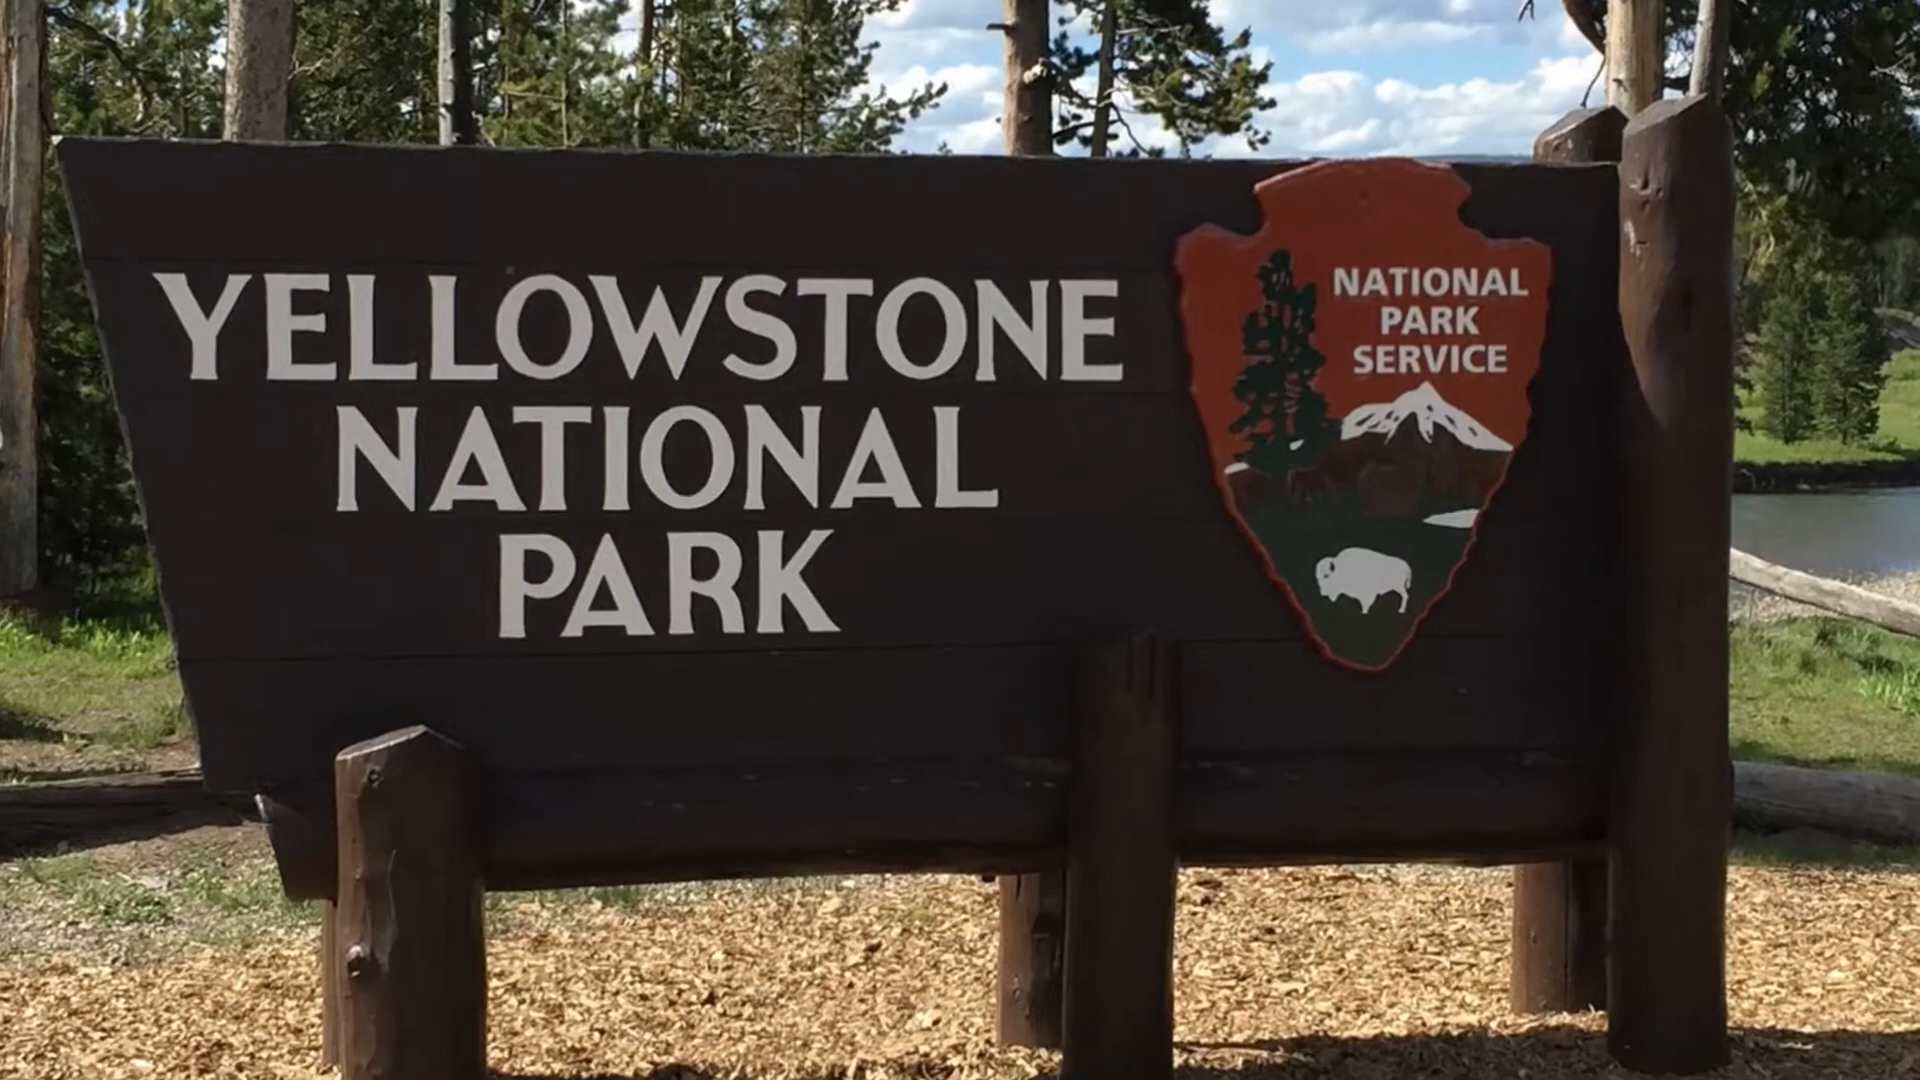 YELLOWSTONE
NATIONAL
PARK
NATIONAL
PARK
SERVICE